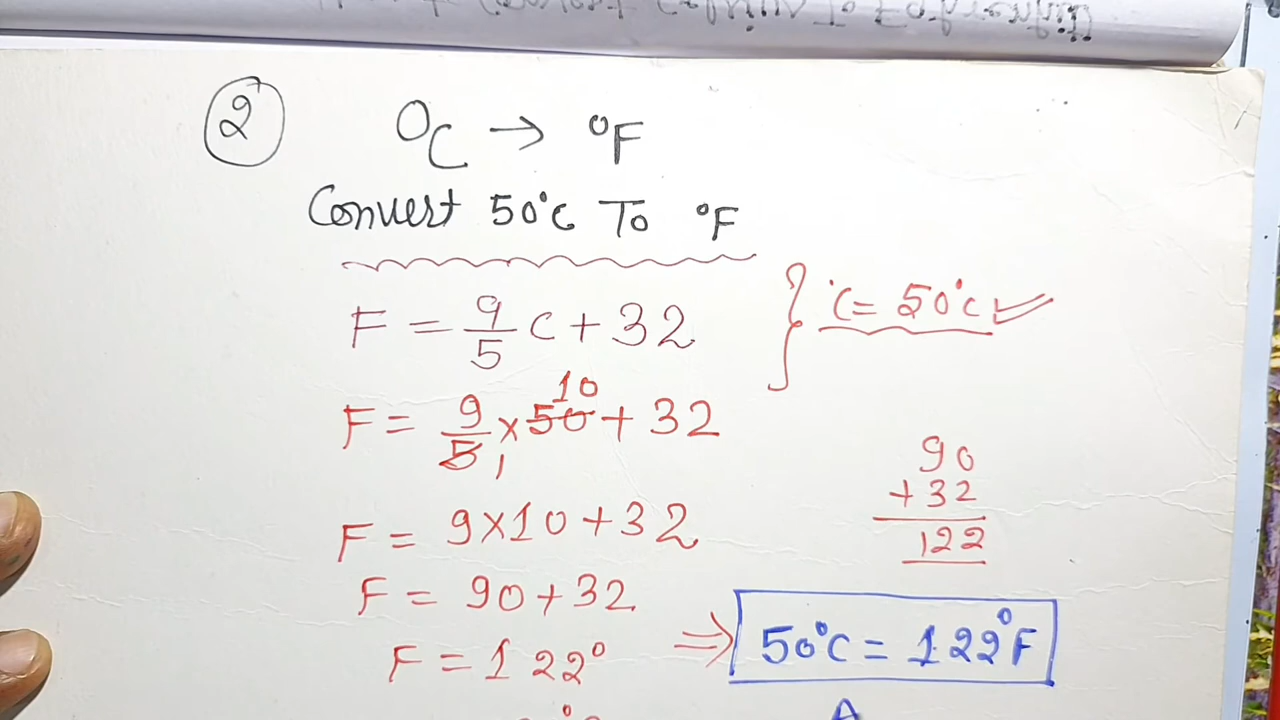 2
°C → °F
Convert 50°C To °F
F = 9/5 C + 32 } °C = 50°C ✓
10
F = 9/5 × 50 + 32
1
F = 9×10+32
F = 90+32
F = 122°
90
+32
122
⇒ 50°C = 122°F
A